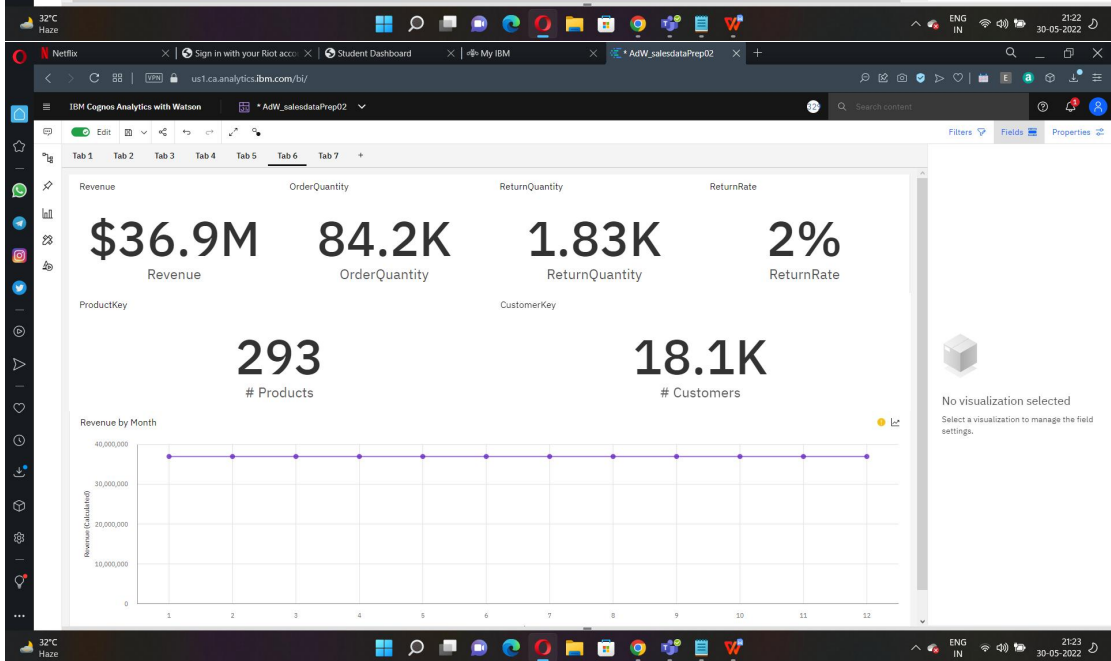 32°C
Haze
ENG
IN
21:22
30-05-2022
Netflix
Sign in with your Riot acco
Student Dashboard
My IBM
* AdW_salesdataPrep02
VPN
us1.ca.analytics.ibm.com/bi/
IBM Cognos Analytics with Watson
* AdW_salesdataPrep02
Search content
Edit
Filters
Fields
Properties
Tab 1
Tab 2
Tab 3
Tab 4
Tab 5
Tab 6
Tab 7
+
Revenue
OrderQuantity
ReturnQuantity
ReturnRate
$36.9M
84.2K
1.83K
2%
Revenue
OrderQuantity
ReturnQuantity
ReturnRate
ProductKey
CustomerKey
293
18.1K
# Products
# Customers
No visualization selected
Select a visualization to manage the field
settings.
Revenue by Month
40,000,000
30,000,000
20,000,000
10,000,000
0
Revenue (Calculated)
1
2
3
4
5
6
7
8
9
10
11
12
32°C
Haze
ENG
IN
21:23
30-05-2022